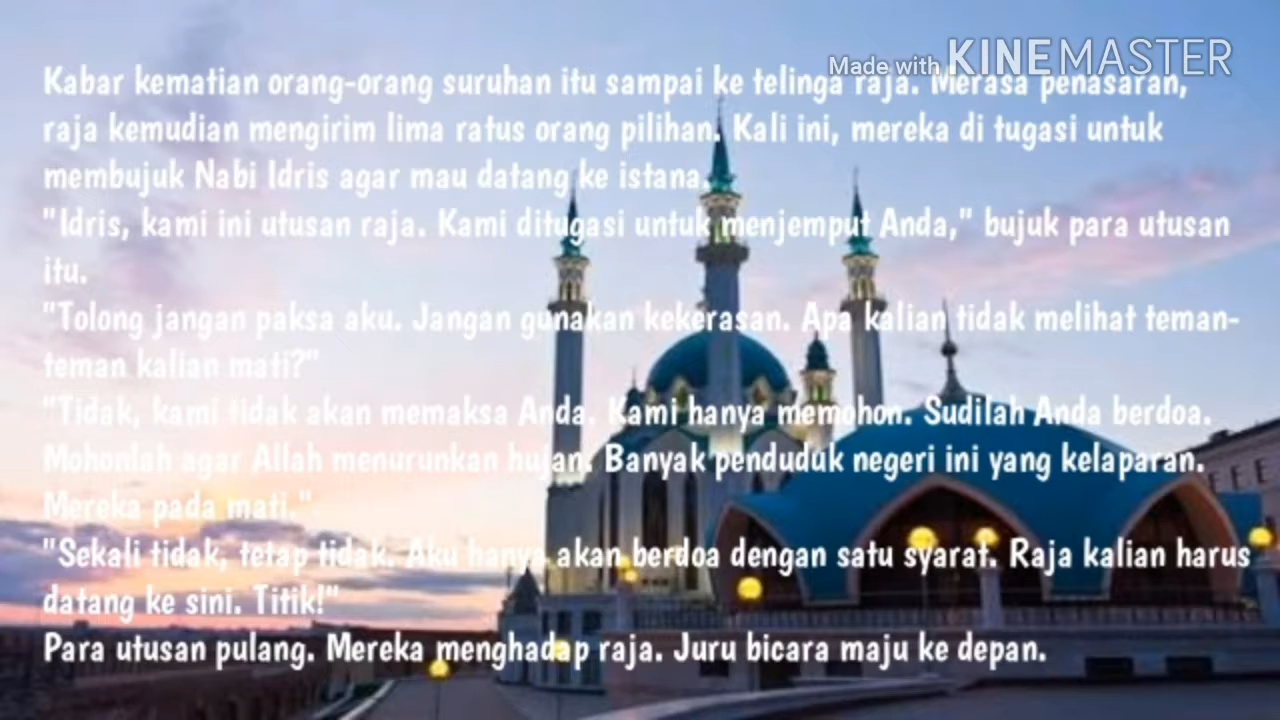 Made with KINEMASTER
Kabar kematian orang-orang suruhan itu sampai ke telinga raja. Merasa penasaran,
raja kemudian mengirim lima ratus orang pilihan. Kali ini, mereka di tugasi untuk
membujuk Nabi Idris agar mau datang ke istana.
"Idris, kami ini utusan raja. Kami ditugasi untuk menjemput Anda," bujuk para utusan
itu.
"Tolong jangan paksa aku. Jangan gunakan kekerasan. Apa kalian tidak melihat teman-
teman kalian mati?"
"Tidak, kami tidak akan memaksa Anda. Kami hanya memohon. Sudilah Anda berdoa.
Mohonlah agar Allah menurunkan hujan. Banyak penduduk negeri ini yang kelaparan.
Mereka pada mati."
"Sekali tidak, tetap tidak. Aku hanya akan berdoa dengan satu syarat. Raja kalian harus
datang ke sini. Titik!"
Para utusan pulang. Mereka menghadap raja. Juru bicara maju ke depan.